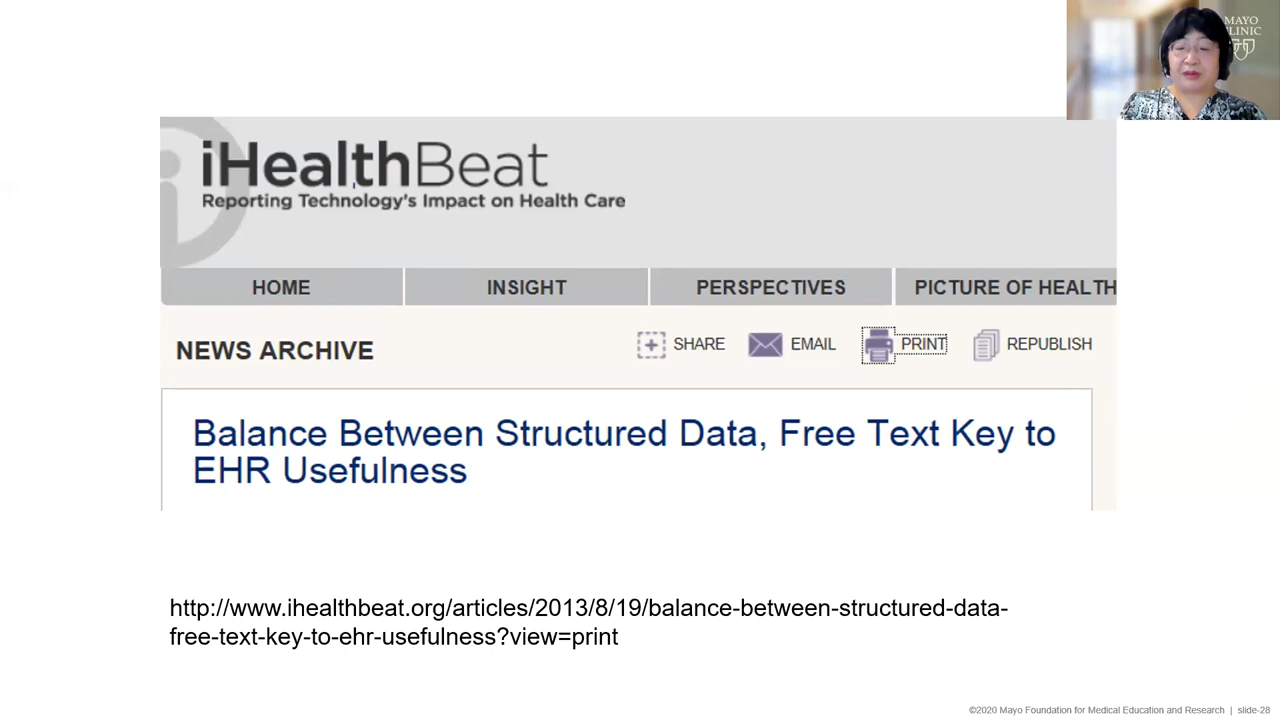 MAYO
CLINIC
iHealthBeat
Reporting Technology's Impact on Health Care
HOME INSIGHT PERSPECTIVES PICTURE OF HEALTH
NEWS ARCHIVE SHARE EMAIL PRINT REPUBLISH
Balance Between Structured Data, Free Text Key to
EHR Usefulness
http://www.ihealthbeat.org/articles/2013/8/19/balance-between-structured-data-
free-text-key-to-ehr-usefulness?view=print
©2020 Mayo Foundation for Medical Education and Research | slide-28